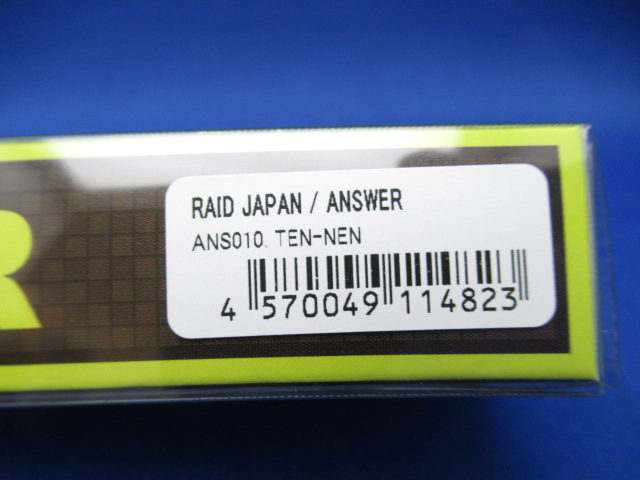 R
RAID JAPAN / ANSWER
ANS010. TEN-NEN
4 570049 114823